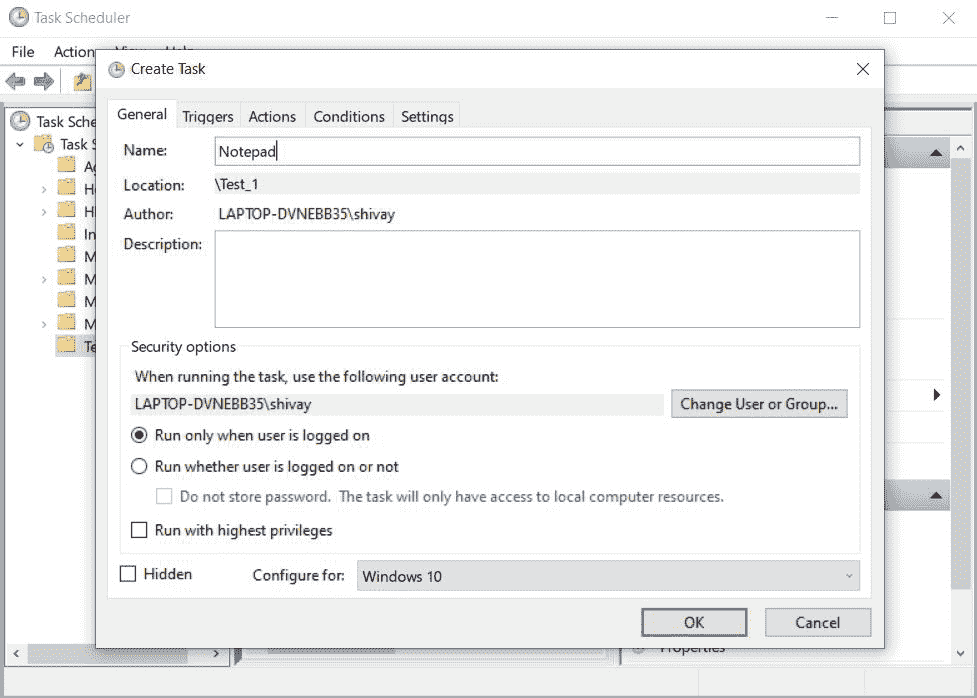 Task Scheduler
File Action View Help
Create Task
General Triggers Actions Conditions Settings
Task Sche
Task S
Name: Notepad
Location: \Test_1
Author: LAPTOP-DVNEBB35\shivay
Description:
Security options
When running the task, use the following user account:
LAPTOP-DVNEBB35\shivay
Change User or Group...
Run only when user is logged on
Run whether user is logged on or not
Do not store password. The task will only have access to local computer resources.
Run with highest privileges
Hidden
Configure for: Windows 10
OK Cancel
Properties